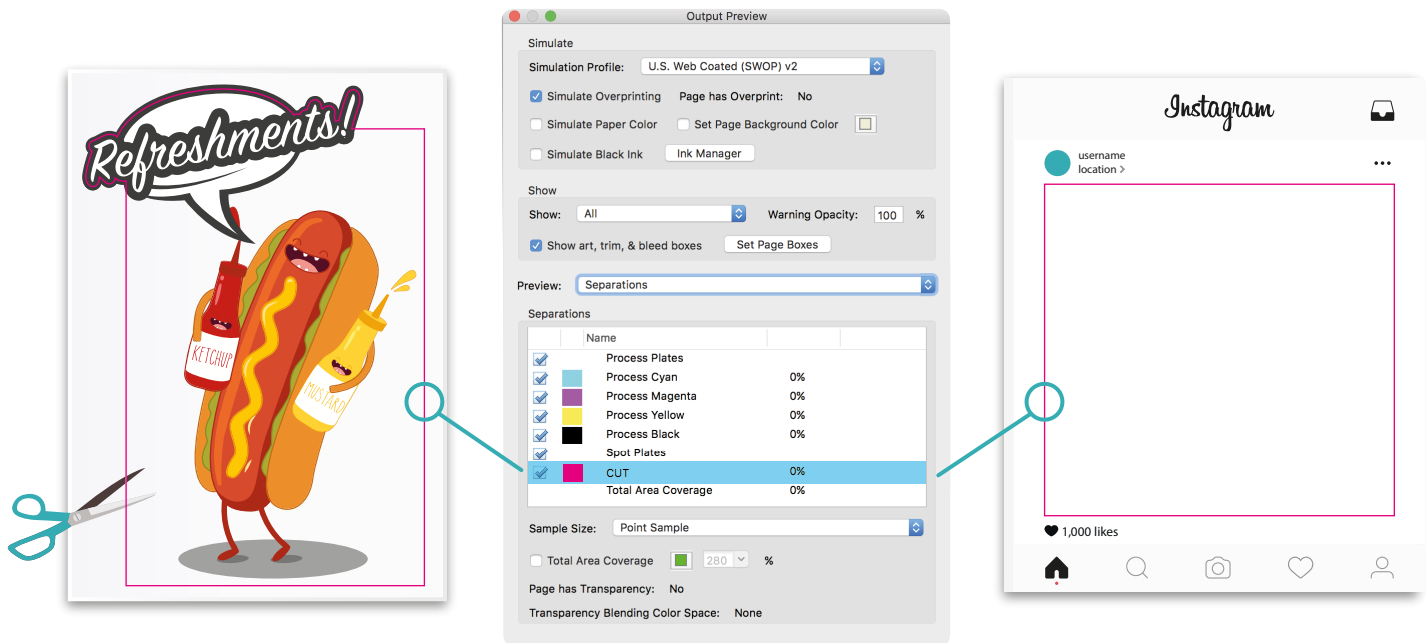 Refreshments!
KETCHUP
MUSTARD
Output Preview
Simulate
Simulation Profile: U.S. Web Coated (SWOP) v2
Simulate Overprinting Page has Overprint: No
Simulate Paper Color Set Page Background Color
Simulate Black Ink Ink Manager
Show
Show: All Warning Opacity: 100 %
Show art, trim, & bleed boxes Set Page Boxes
Preview: Separations
Separations
Name
Process Plates
Process Cyan 0%
Process Magenta 0%
Process Yellow 0%
Process Black 0%
Spot Plates
CUT 0%
Total Area Coverage 0%
Sample Size: Point Sample
Total Area Coverage 280 %
Page has Transparency: No
Transparency Blending Color Space: None
Instagram
username
location >
1,000 likes